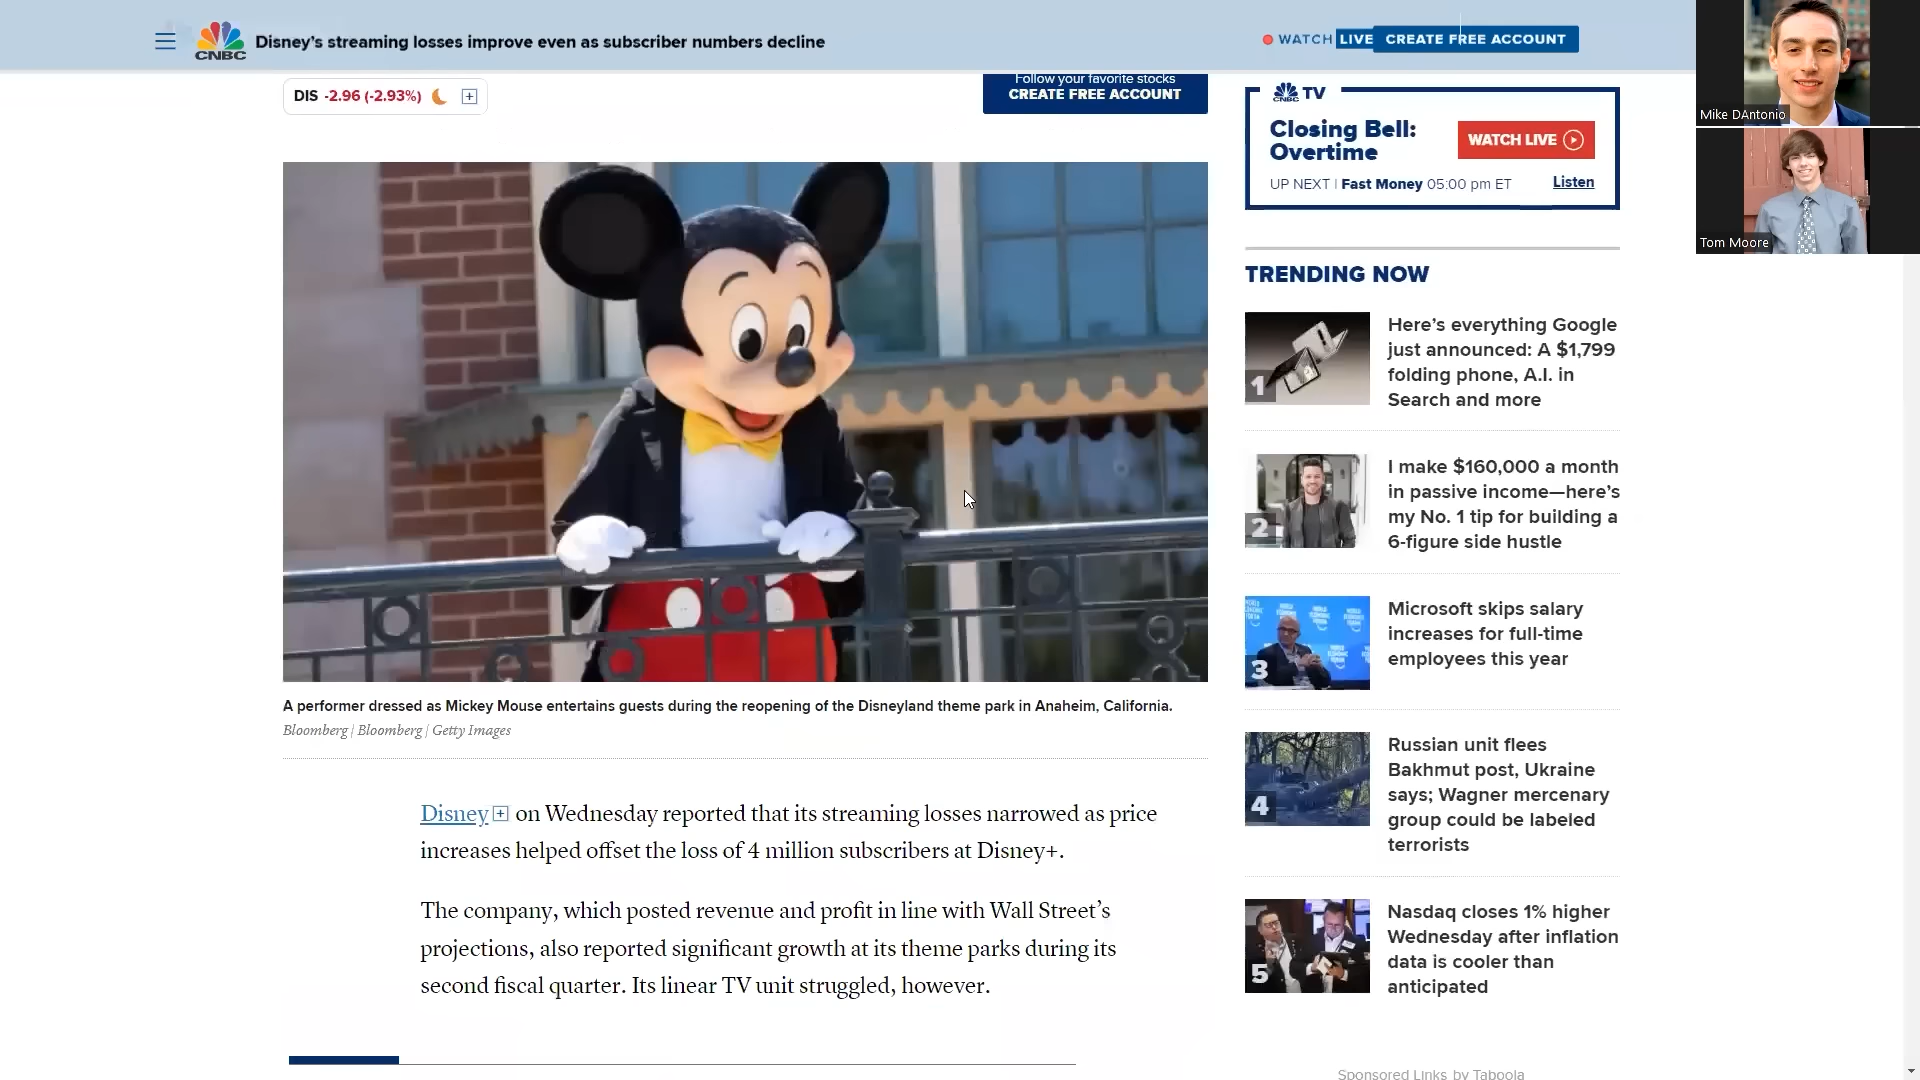 CNBC
Disney's streaming losses improve even as subscriber numbers decline
WATCH LIVE
CREATE FREE ACCOUNT
DIS -2.96 (-2.93%)
Follow your favorite stocks
CREATE FREE ACCOUNT
A performer dressed as Mickey Mouse entertains guests during the reopening of the Disneyland theme park in Anaheim, California.
Bloomberg | Bloomberg | Getty Images
Disney on Wednesday reported that its streaming losses narrowed as price
increases helped offset the loss of 4 million subscribers at Disney+.
The company, which posted revenue and profit in line with Wall Street’s
projections, also reported significant growth at its theme parks during its
second fiscal quarter. Its linear TV unit struggled, however.
CNBC TV
Closing Bell:
Overtime
WATCH LIVE
UP NEXT | Fast Money 05:00 pm ET
Listen
TRENDING NOW
1
Here’s everything Google
just announced: A $1,799
folding phone, A.I. in
Search and more
2
I make $160,000 a month
in passive income—here’s
my No. 1 tip for building a
6-figure side hustle
3
Microsoft skips salary
increases for full-time
employees this year
4
Russian unit flees
Bakhmut post, Ukraine
says; Wagner mercenary
group could be labeled
terrorists
5
Nasdaq closes 1% higher
Wednesday after inflation
data is cooler than
anticipated
Sponsored Links by Taboola
Mike DAntonio
Tom Moore